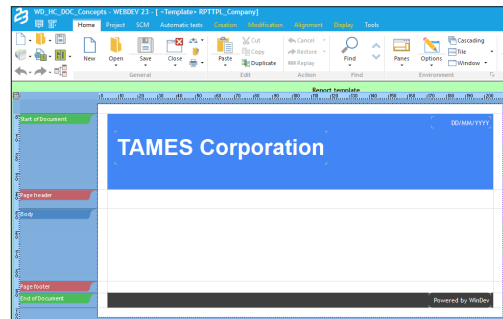 WD_HC_DOC_Concepts - WEBDEV 23 - [ <Template> RPTTPL_Company]
Home Project SCM Automatic tests Creation Modification Alignment Display Tools
New Open Save Close Paste Cut Copy Duplicate Cancel Restore Replay Find Panes Options Cascading File Window
General Edit Action Find Environment
Report template
Start of Document
DD/MM/YYYY
TAMES Corporation
Page header
Body
Page footer
End of Document
Powered by WinDev